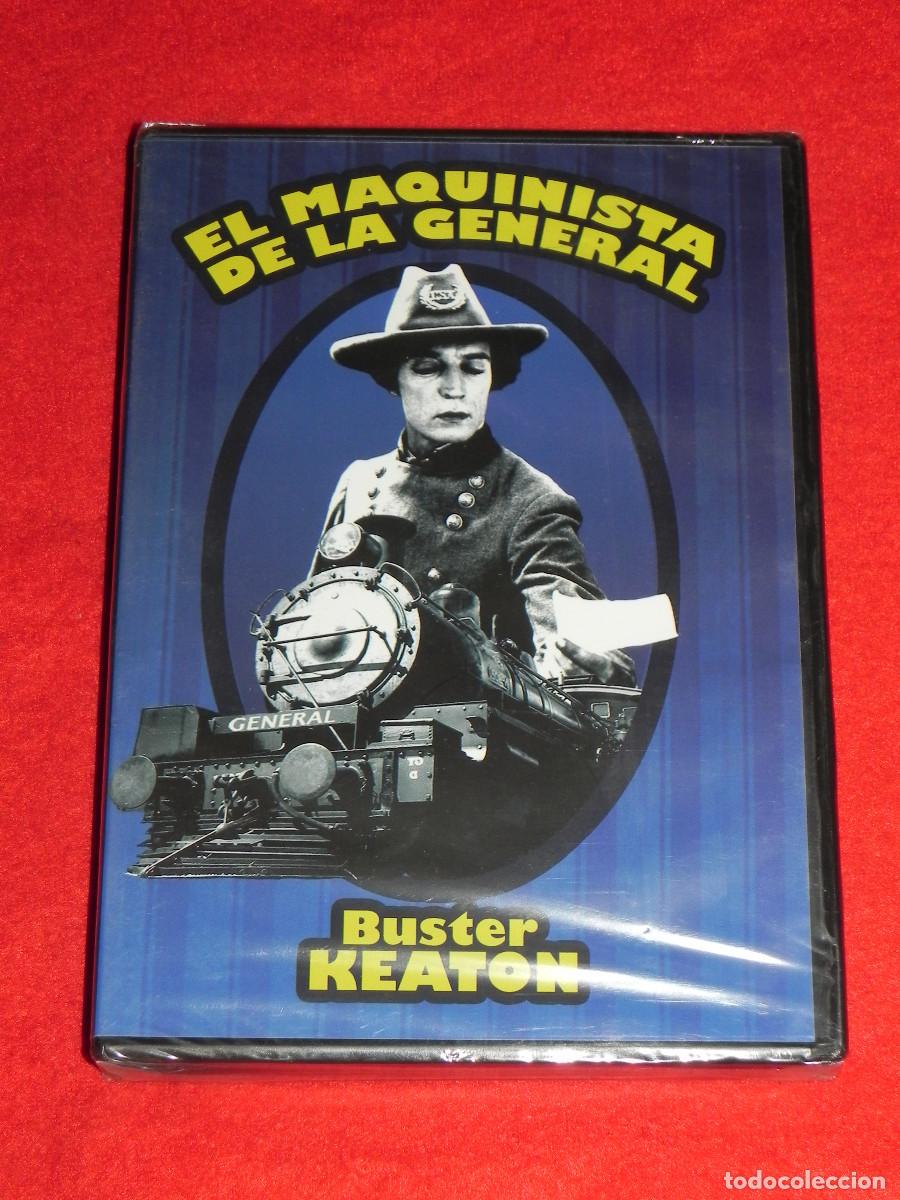 EL MAQUINISTA
DE LA GENERAL
GENERAL
Buster
KEATON
todocoleccion